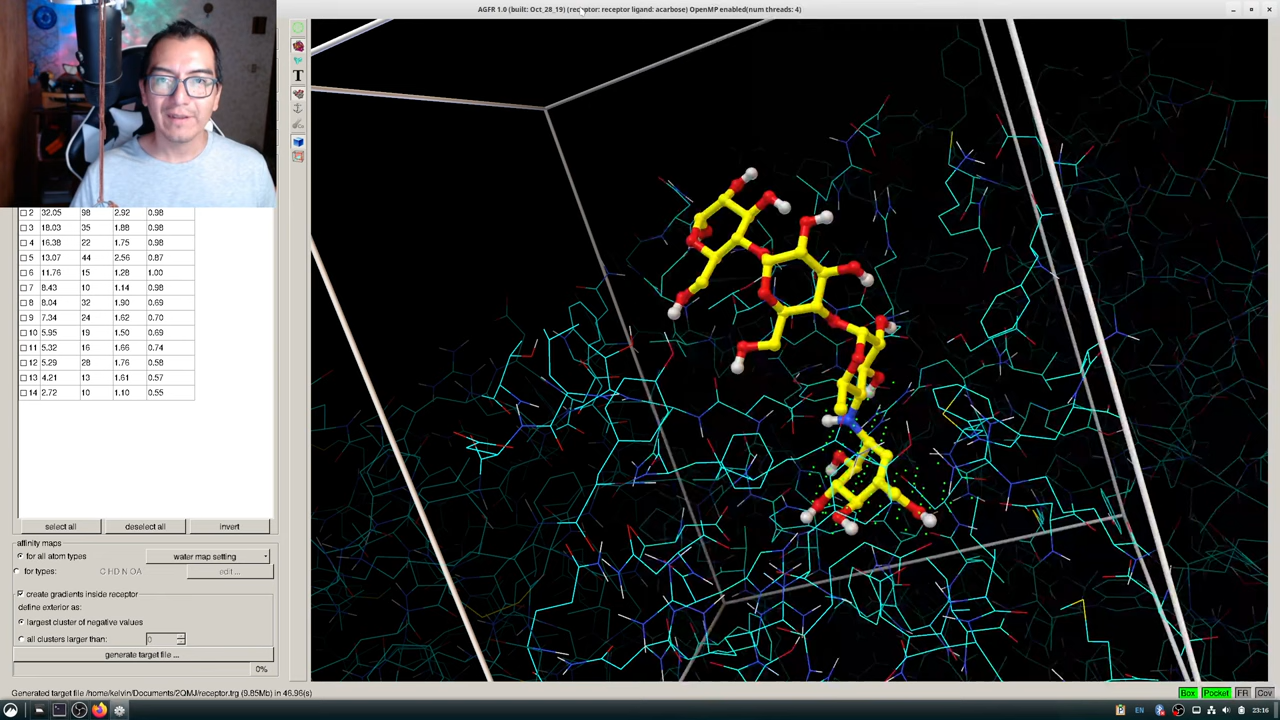 AGFR 1.0 (built: Oct_28_19) (receptor: receptor ligand: acarbose) OpenMP enabled(num threads: 4)
T
2 32.05 98 2.92 0.98
3 18.03 35 1.88 0.98
4 16.38 22 1.75 0.98
5 13.07 44 2.56 0.87
6 11.76 15 1.28 1.00
7 8.43 10 1.14 0.98
8 8.04 32 1.90 0.69
9 7.34 24 1.62 0.70
10 5.95 19 1.50 0.69
11 5.32 16 1.66 0.74
12 5.29 28 1.76 0.58
13 4.21 13 1.61 0.57
14 2.72 10 1.10 0.55
select all deselect all invert
affinity maps
for all atom types water map setting
for types: C HD N OA edit ...
create gradients inside receptor
define exterior as:
largest cluster of negative values
all clusters larger than: 0
generate target file ...
0%
Generated target file /home/kelvin/Documents/2QMJ/receptor.trg (9.85Mb) in 46.96(s)
Box Pocket FR Cov
EN 23:16